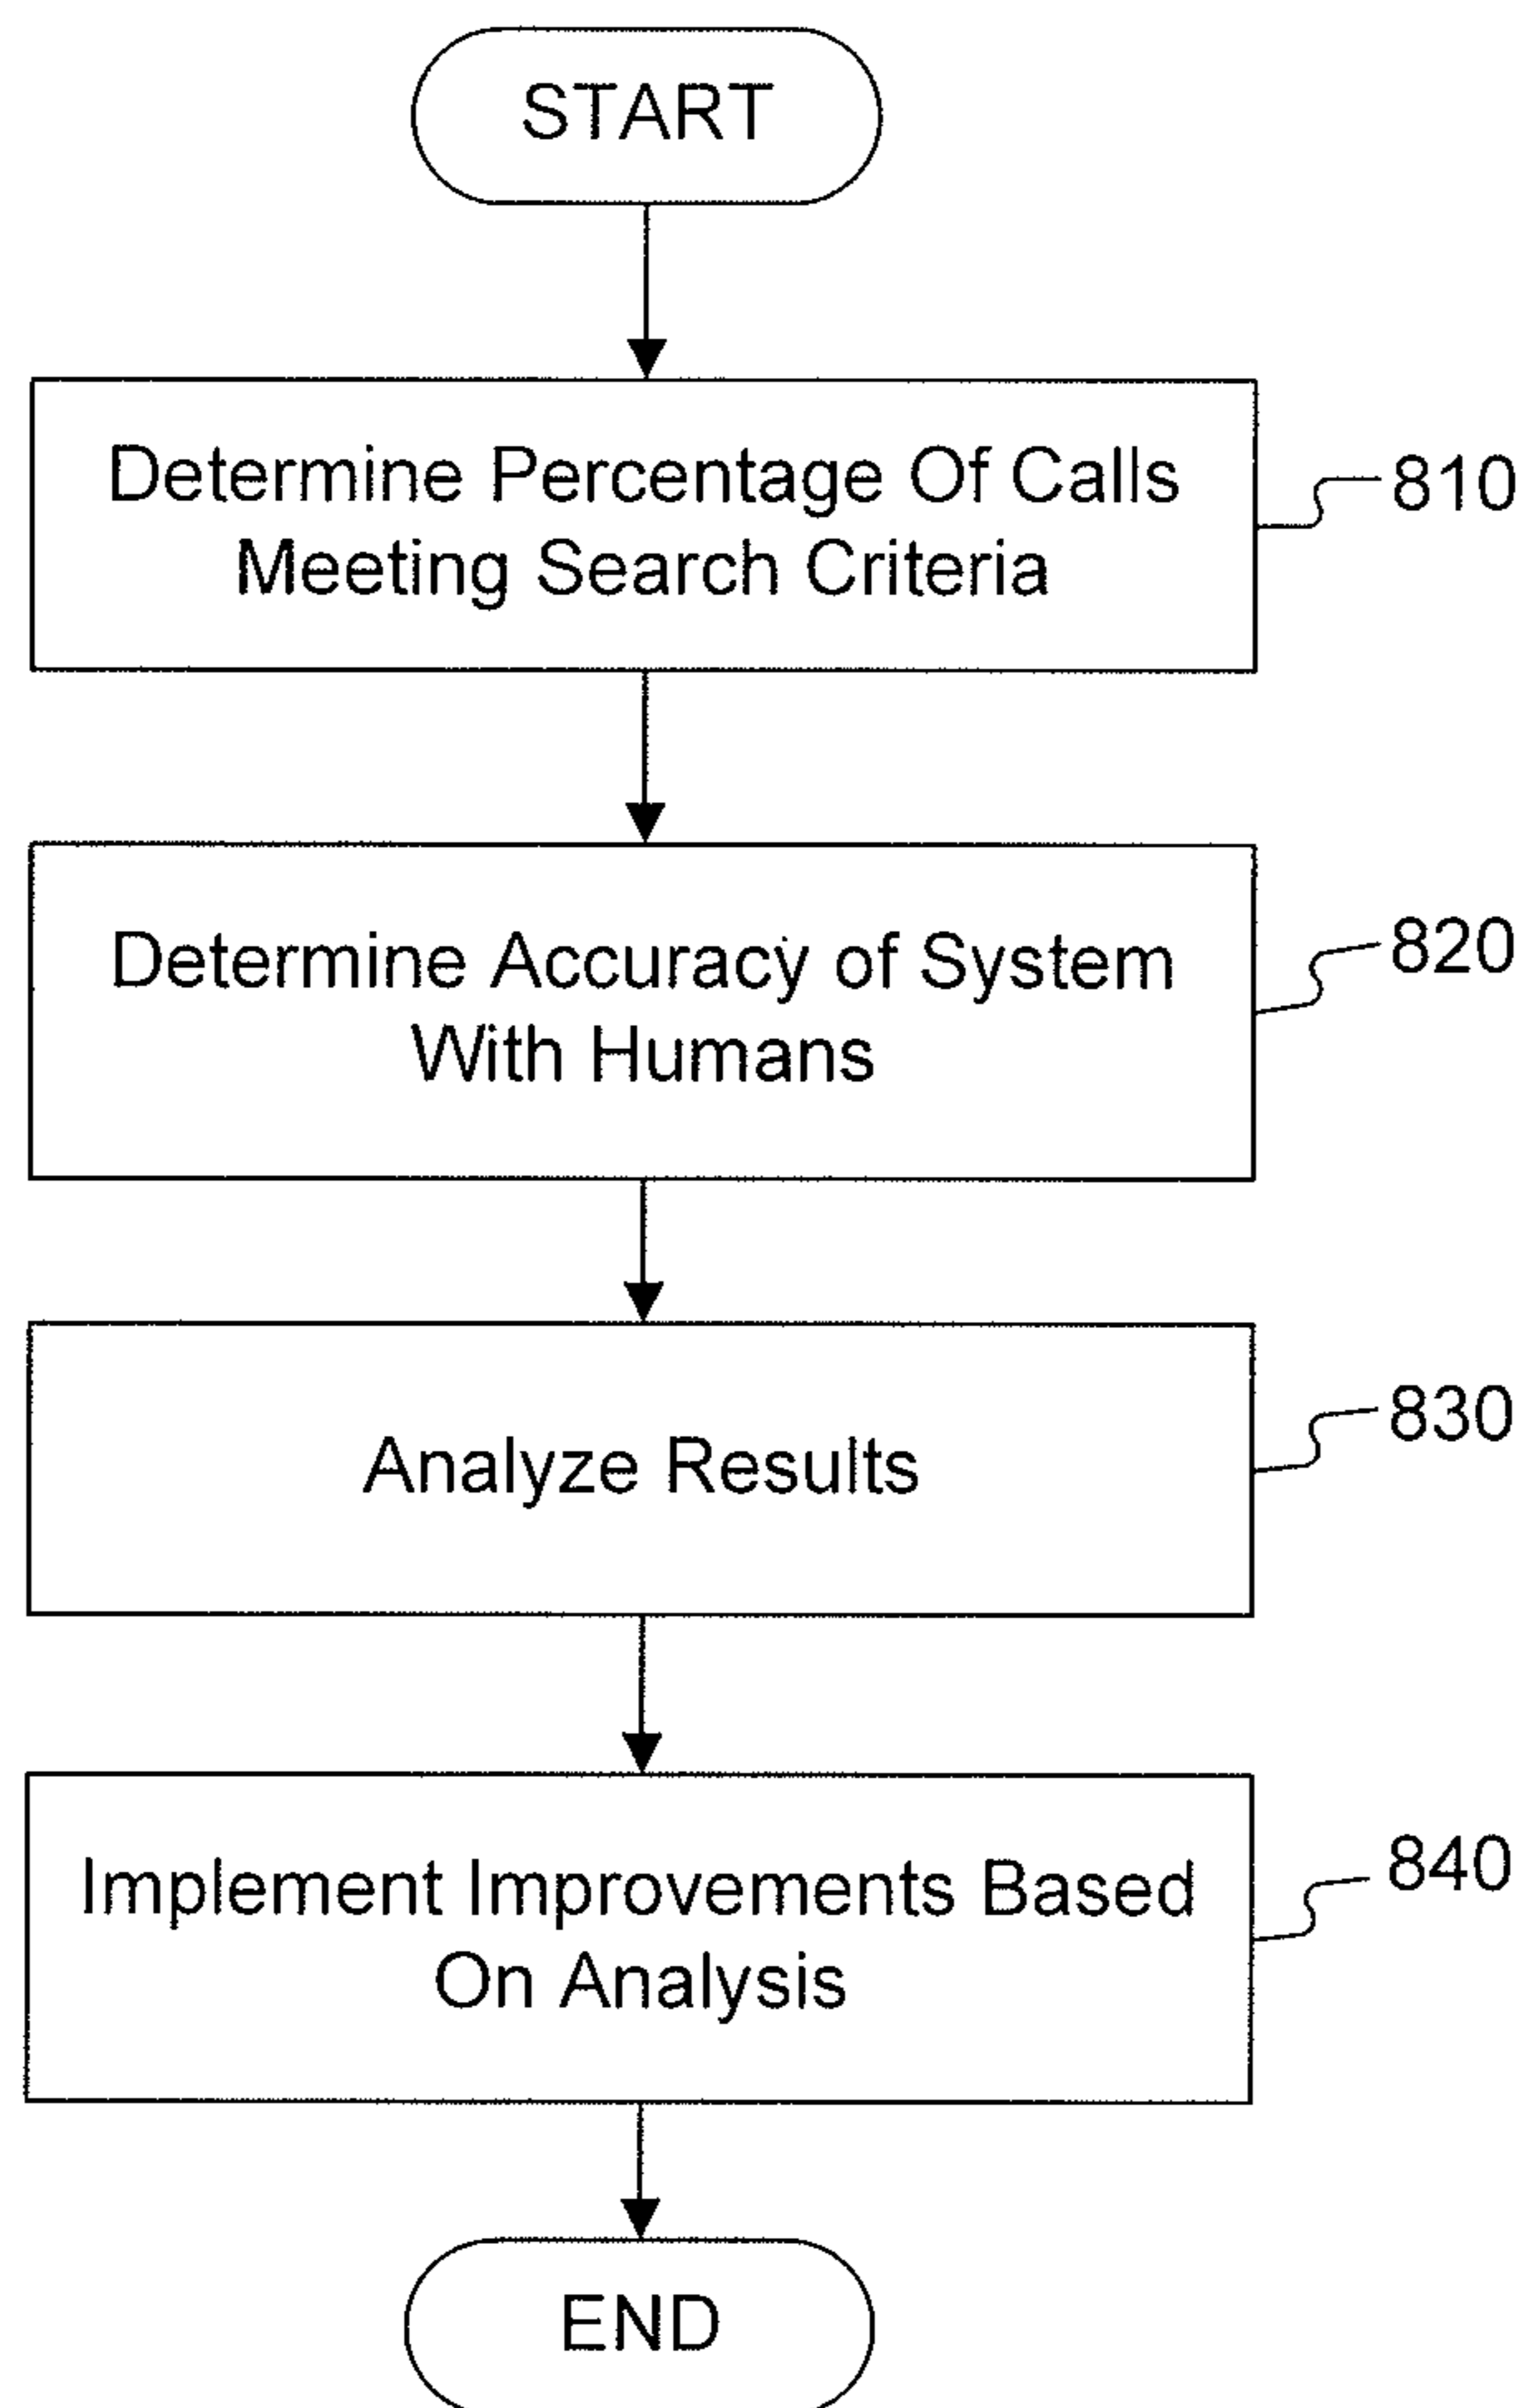 START
Determine Percentage Of Calls
Meeting Search Criteria
810
Determine Accuracy of System
With Humans
820
Analyze Results
830
Implement Improvements Based
On Analysis
840
END